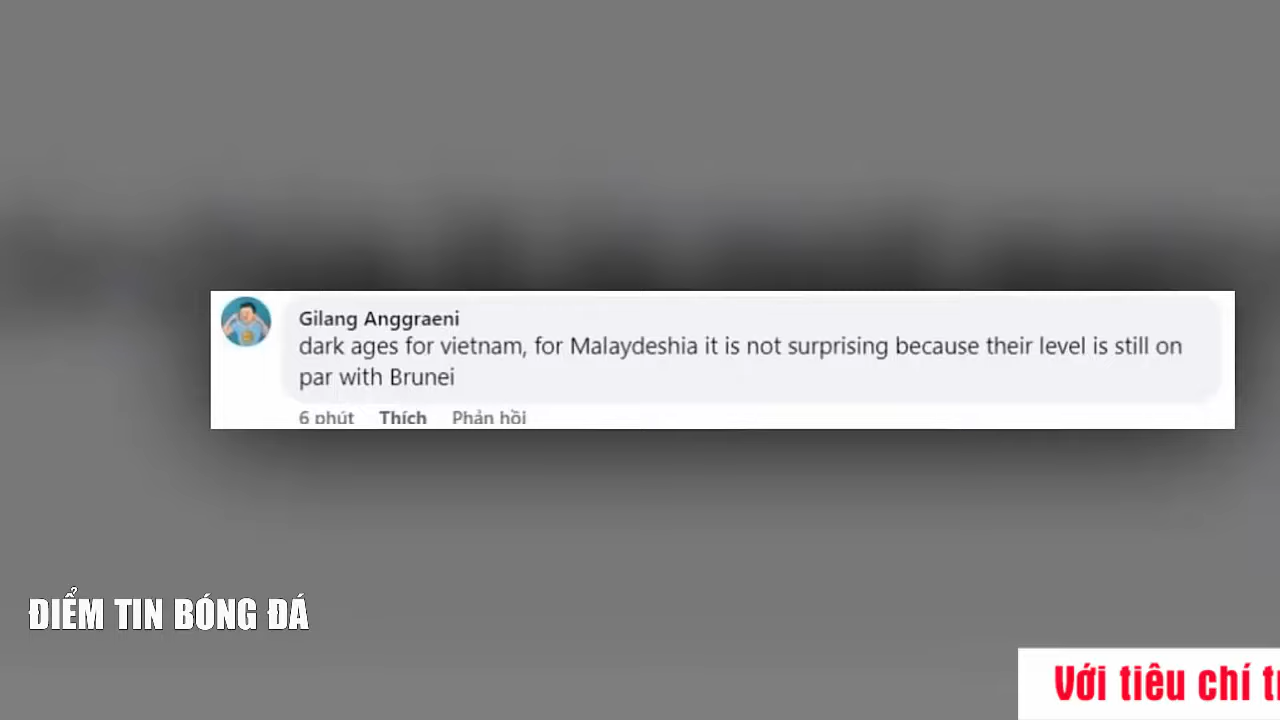 Gilang Anggraeni
dark ages for vietnam, for Malaydeshia it is not surprising because their level is still on
par with Brunei
6 phút Thích Phản hồi
ĐIỂM TIN BÓNG ĐÁ
Với tiêu chí